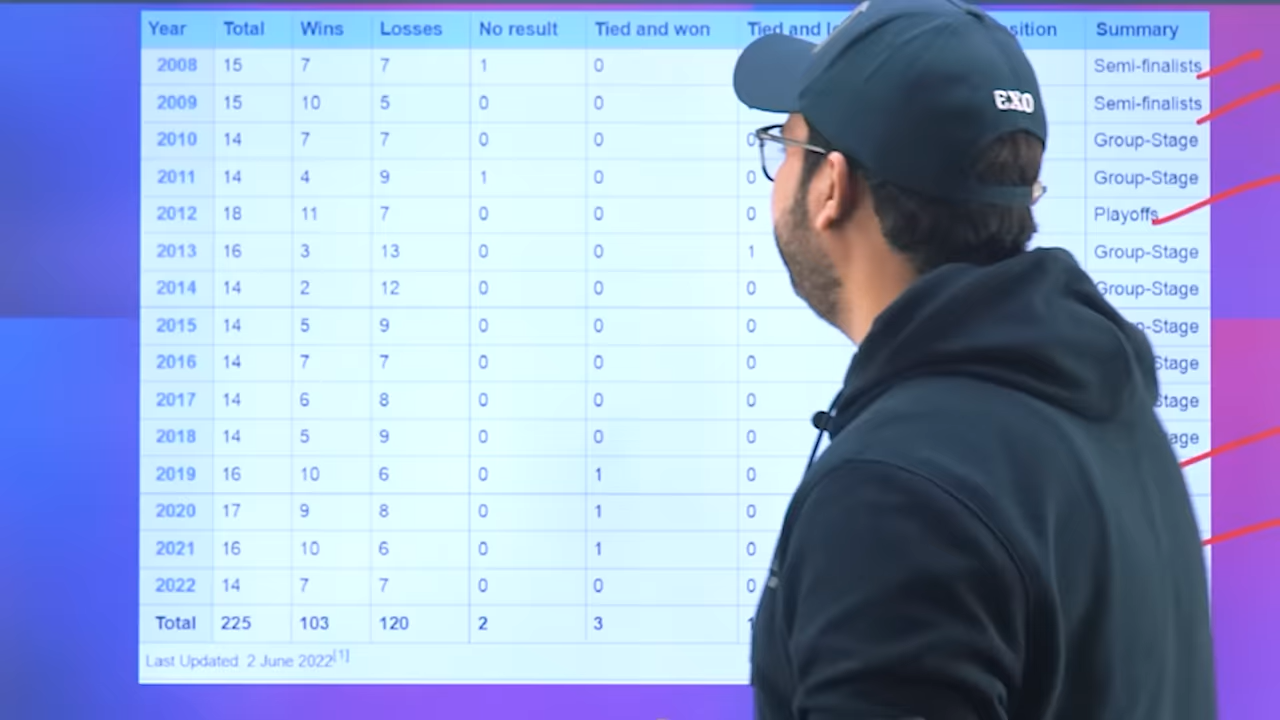 Year Total Wins Losses No result Tied and won Tied and sition Summary
2008 15 7 7 1 0 Semi-finalists
2009 15 10 5 0 0 Semi-finalists
2010 14 7 7 0 0 0 Group-Stage
2011 14 4 9 1 0 0 Group-Stage
2012 18 11 7 0 0 0 Playoffs
2013 16 3 13 0 0 1 Group-Stage
2014 14 2 12 0 0 0 Group-Stage
2015 14 5 9 0 0 0 p-Stage
2016 14 7 7 0 0 0 Stage
2017 14 6 8 0 0 0 Stage
2018 14 5 9 0 0 0 age
2019 16 10 6 0 1 0
2020 17 9 8 0 1 0
2021 16 10 6 0 1 0
2022 14 7 7 0 0 0
Total 225 103 120 2 3 1
Last Updated: 2 June 2022[1]
EXO